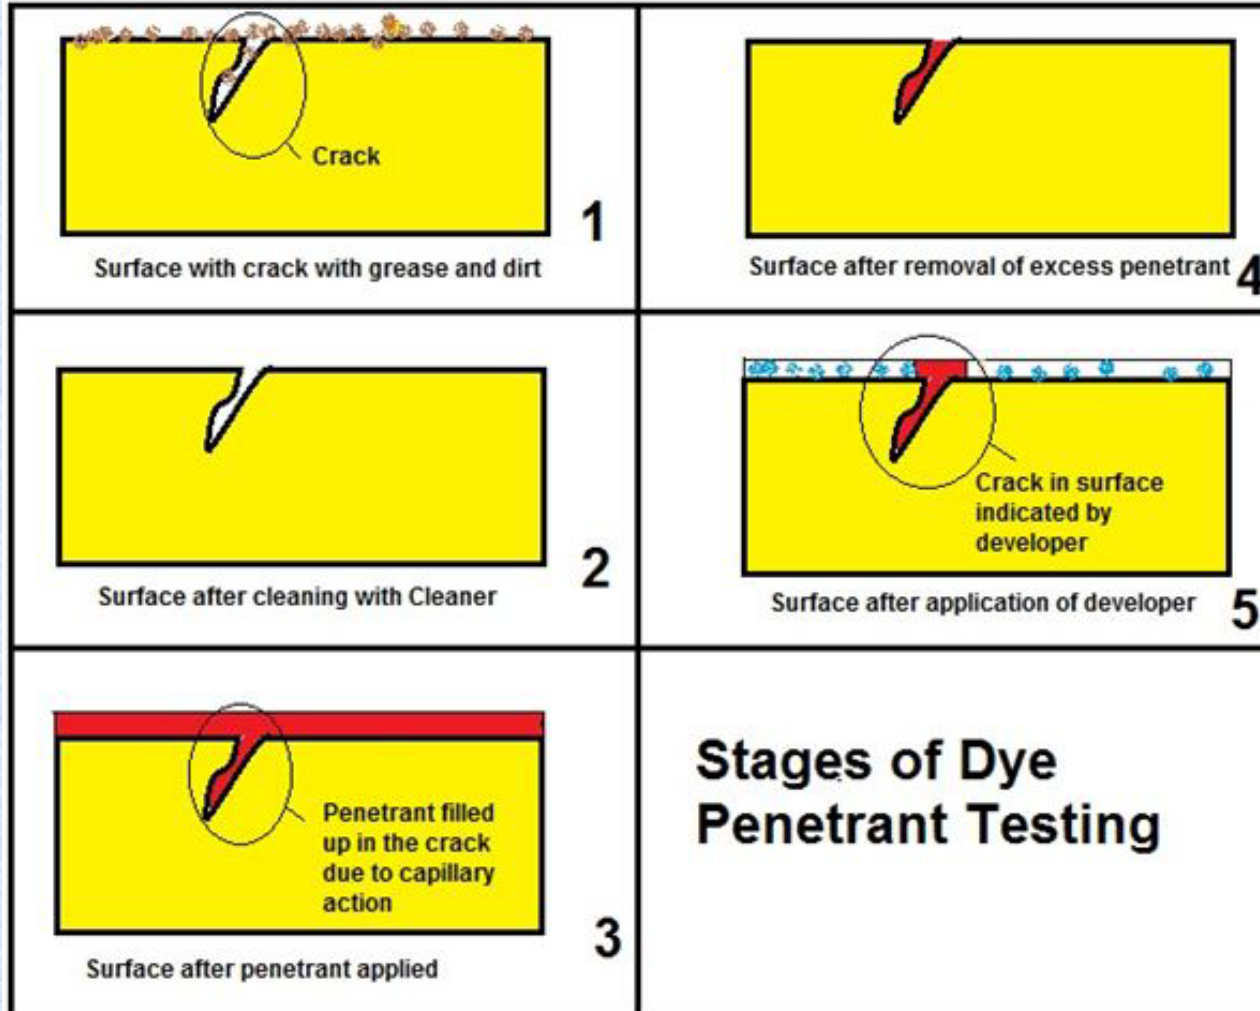 Crack
1
Surface with crack with grease and dirt
2
Surface after cleaning with Cleaner
Penetrant filled
up in the crack
due to capillary
action
3
Surface after penetrant applied
4
Surface after removal of excess penetrant
Crack in surface
indicated by
developer
Surface after application of developer
5
Stages of Dye
Penetrant Testing